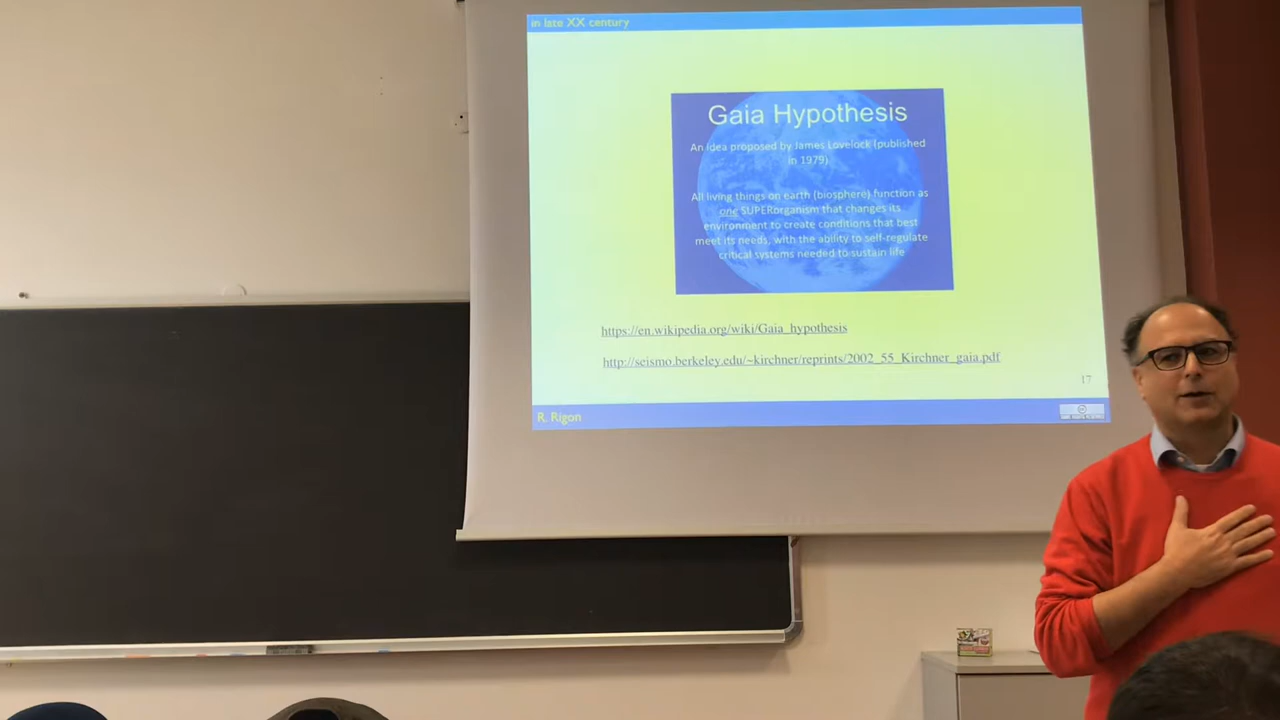 in late XX century
Gaia Hypothesis
An idea proposed by James Lovelock (published
in 1979)
All living things on earth (biosphere) function as
one SUPERorganism that changes its
environment to create conditions that best
meet its needs, with the ability to self-regulate
critical systems needed to sustain life
https://en.wikipedia.org/wiki/Gaia_hypothesis
http://seismo.berkeley.edu/~kirchner/reprints/2002_55_Kirchner_gaia.pdf
17
R. Rigon